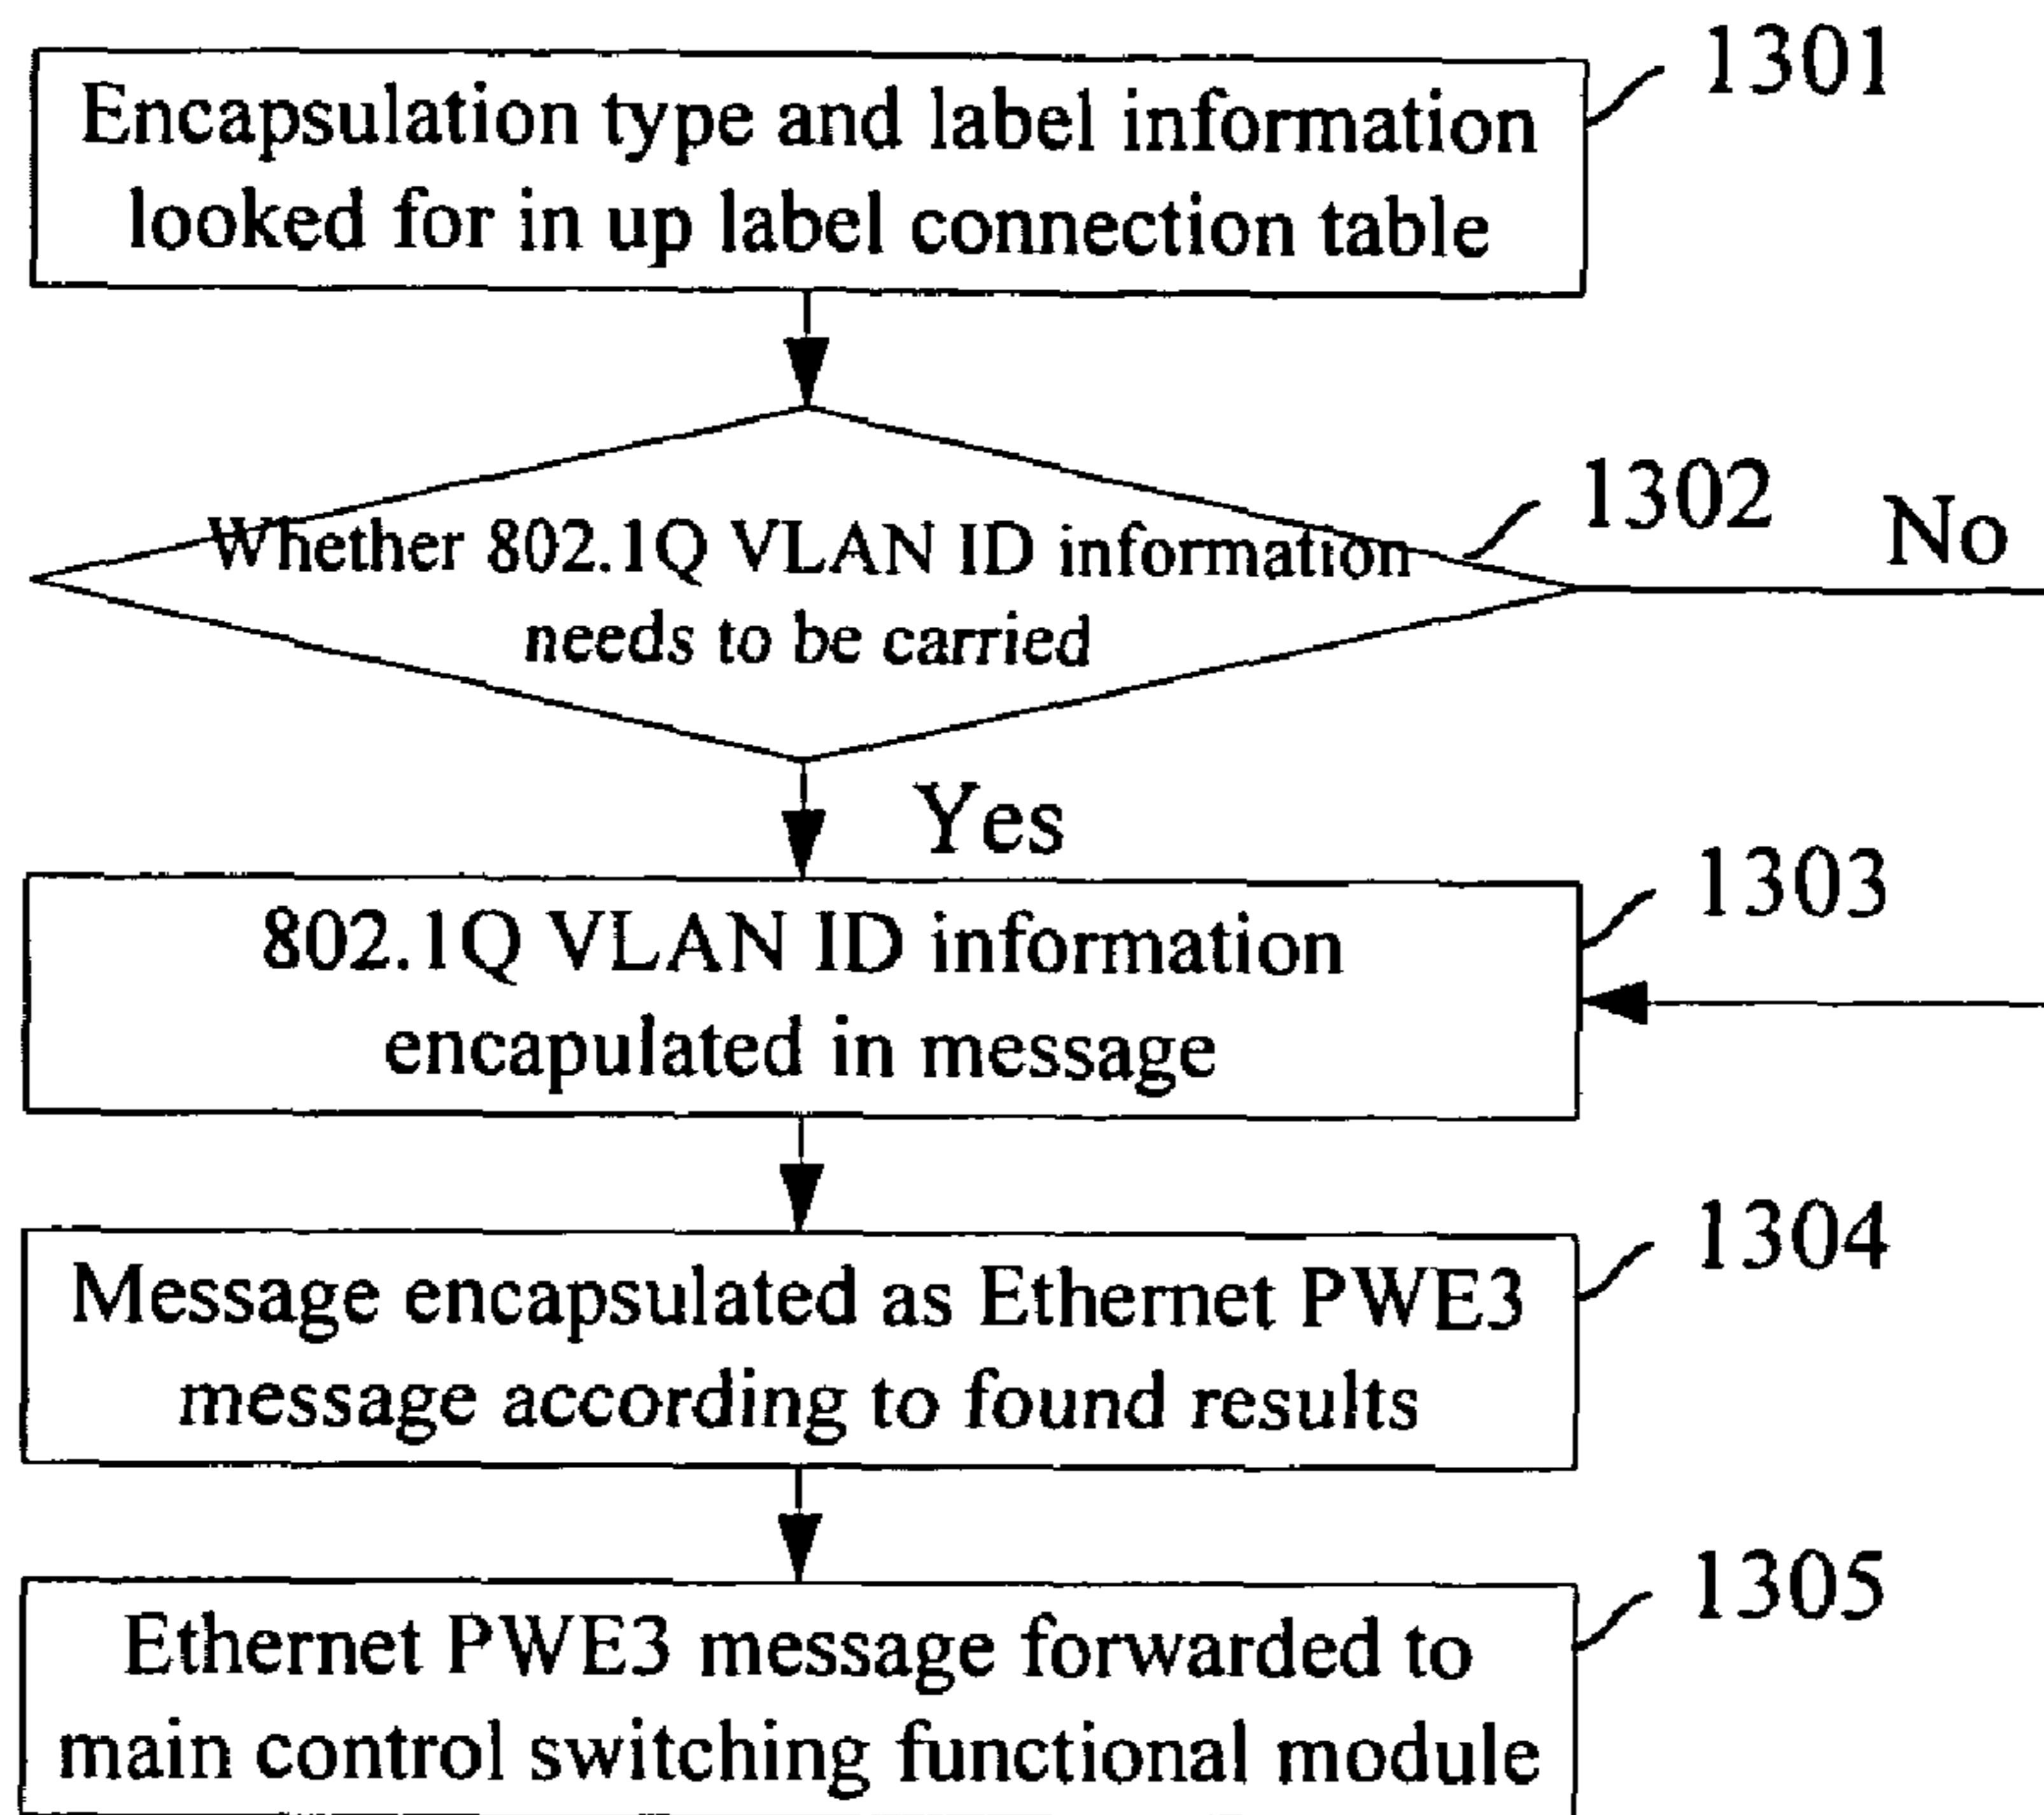 1301
Encapsulation type and label information
looked for in up label connection table
1302
No
Whether 802.1Q VLAN ID information
needs to be carried
Yes
1303
802.1Q VLAN ID information
encapulated in message
1304
Message encapsulated as Ethernet PWE3
message according to found results
1305
Ethernet PWE3 message forwarded to
main control switching functional module